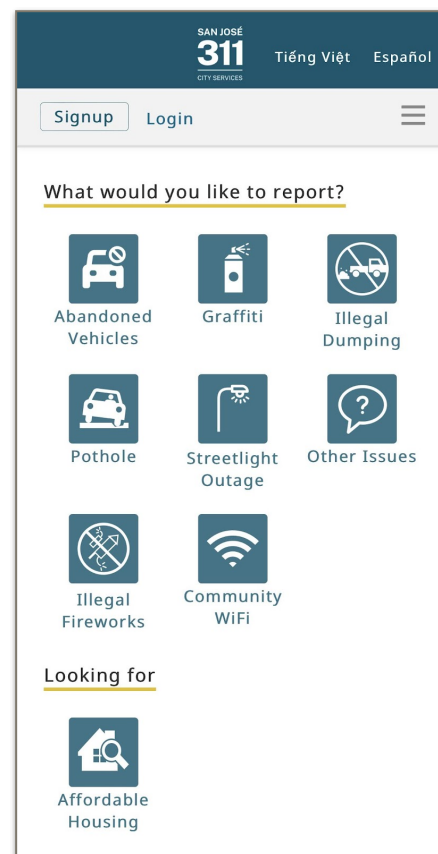 SAN JOSÉ
311
CITY SERVICES
Tiếng Việt Español
Signup Login
What would you like to report?
Abandoned
Vehicles
Graffiti
Illegal
Dumping
Pothole
Streetlight
Outage
Other Issues
Illegal
Fireworks
Community
WiFi
Looking for
Affordable
Housing